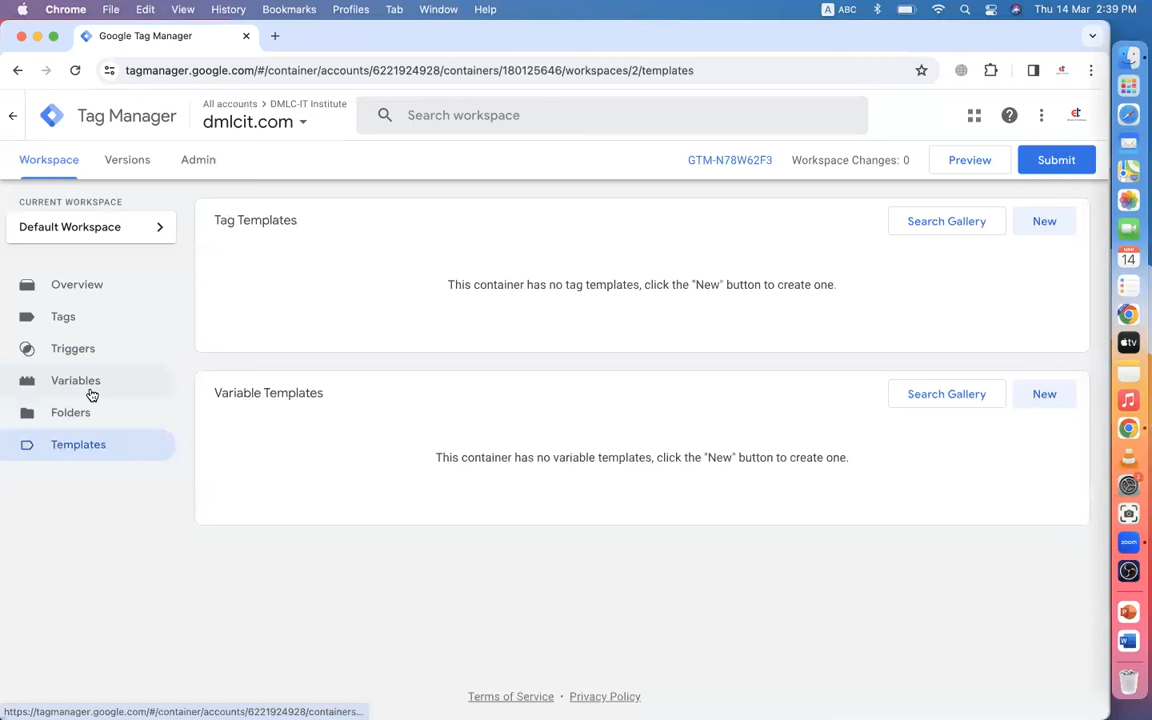 Chrome File Edit View History Bookmarks Profiles Tab Window Help A ABC Thu 14 Mar 2:39 PM
Google Tag Manager
tagmanager.google.com/#/container/accounts/6221924928/containers/180125646/workspaces/2/templates
Tag Manager
All accounts > DMLC-IT Institute
dmlcit.com
Search workspace
Workspace Versions Admin
GTM-N78W62F3 Workspace Changes: 0 Preview Submit
CURRENT WORKSPACE
Default Workspace
Overview
Tags
Triggers
Variables
Folders
Templates
Tag Templates
Search Gallery New
This container has no tag templates, click the "New" button to create one.
Variable Templates
Search Gallery New
This container has no variable templates, click the "New" button to create one.
Terms of Service • Privacy Policy
https://tagmanager.google.com/#/container/accounts/6221924928/containers...
MAR
14
tv
zoom